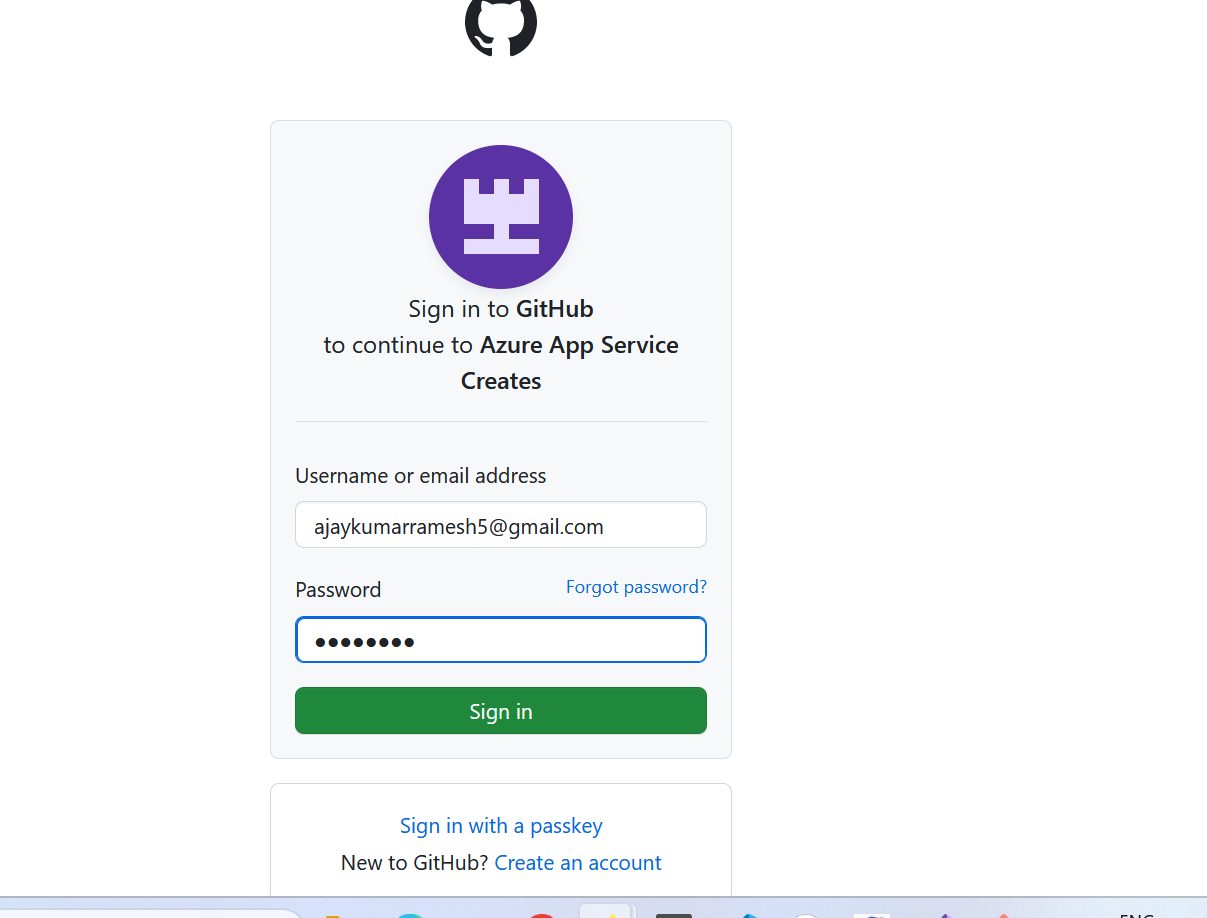 Sign in to GitHub
to continue to Azure App Service
Creates
Username or email address
ajaykumarramesh5@gmail.com
Password
Forgot password?
••••••••
Sign in
Sign in with a passkey
New to GitHub? Create an account
ENG